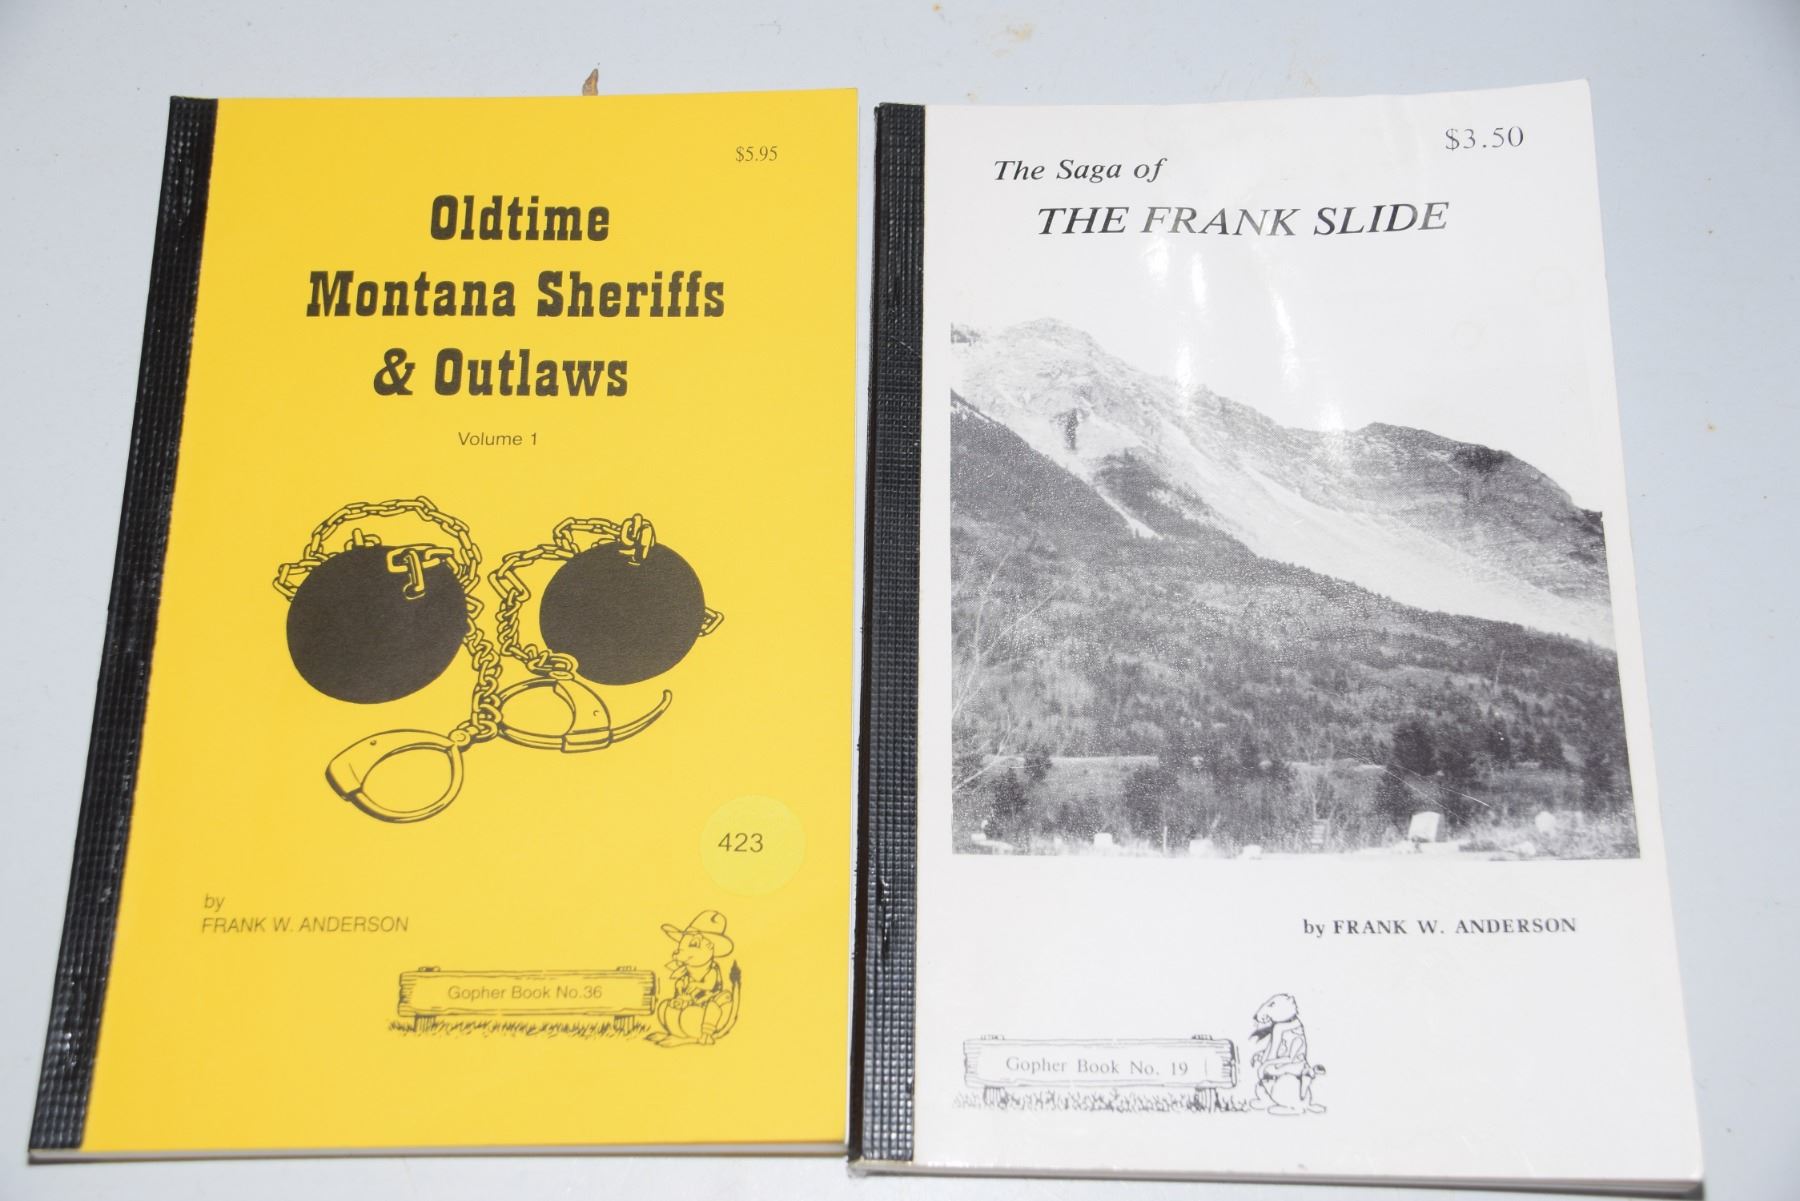 $5.95
Oldtime
Montana Sheriffs
& Outlaws
Volume 1
423
by
FRANK W. ANDERSON
Gopher Book No.36
$3.50
The Saga of
THE FRANK SLIDE
by FRANK W. ANDERSON
Gopher Book No. 19